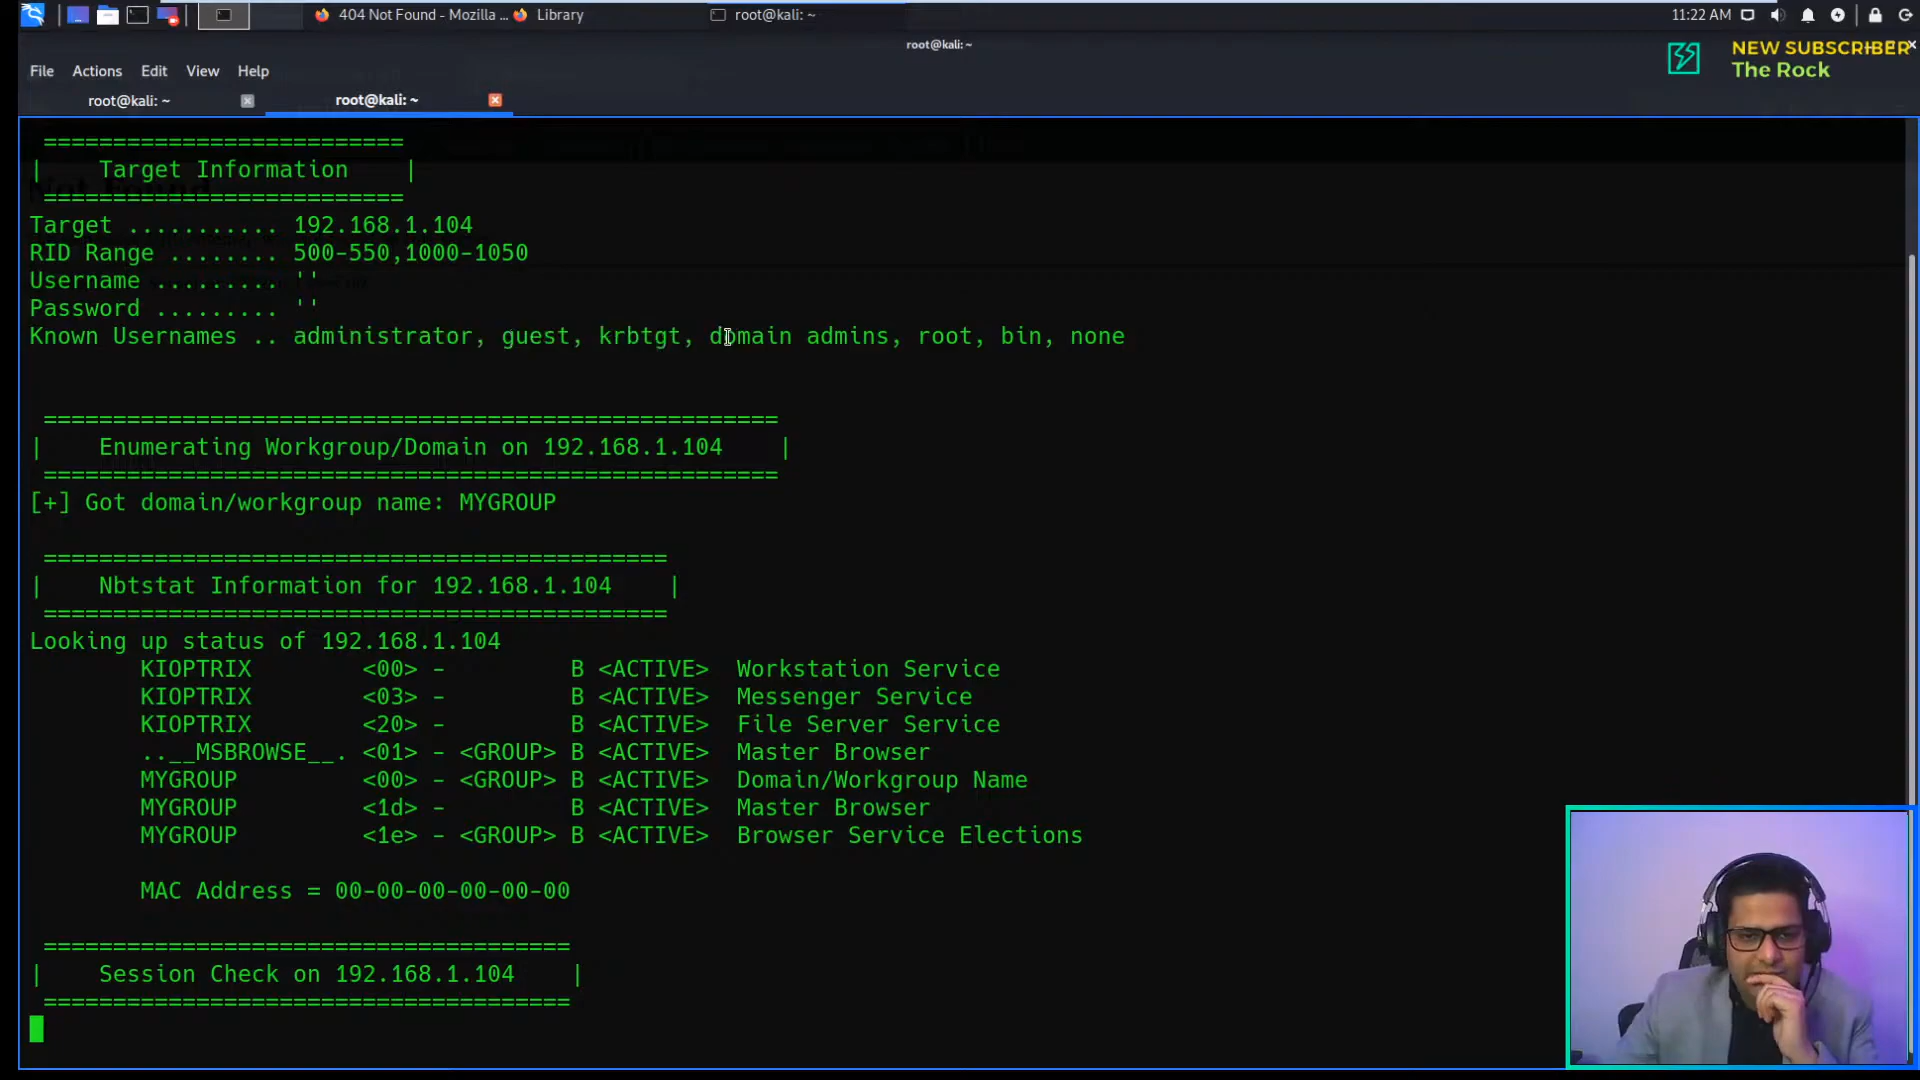 404 Not Found - Mozilla ...
Library
root@kali: ~
11:22 AM
root@kali: ~
NEW SUBSCRIBER
The Rock
File Actions Edit View Help
root@kali: ~
root@kali: ~
==========================
|    Target Information    |
==========================
Target ........... 192.168.1.104
RID Range ........ 500-550,1000-1050
Username ......... ''
Password ......... ''
Known Usernames .. administrator, guest, krbtgt, domain admins, root, bin, none
=====================================================
|    Enumerating Workgroup/Domain on 192.168.1.104    |
=====================================================
[+] Got domain/workgroup name: MYGROUP
=============================================
|    Nbtstat Information for 192.168.1.104    |
=============================================
Looking up status of 192.168.1.104
KIOPTRIX        <00> -         B <ACTIVE>  Workstation Service
KIOPTRIX        <03> -         B <ACTIVE>  Messenger Service
KIOPTRIX        <20> -         B <ACTIVE>  File Server Service
..__MSBROWSE__. <01> - <GROUP> B <ACTIVE>  Master Browser
MYGROUP         <00> - <GROUP> B <ACTIVE>  Domain/Workgroup Name
MYGROUP         <1d> -         B <ACTIVE>  Master Browser
MYGROUP         <1e> - <GROUP> B <ACTIVE>  Browser Service Elections
MAC Address = 00-00-00-00-00-00
======================================
|    Session Check on 192.168.1.104    |
======================================